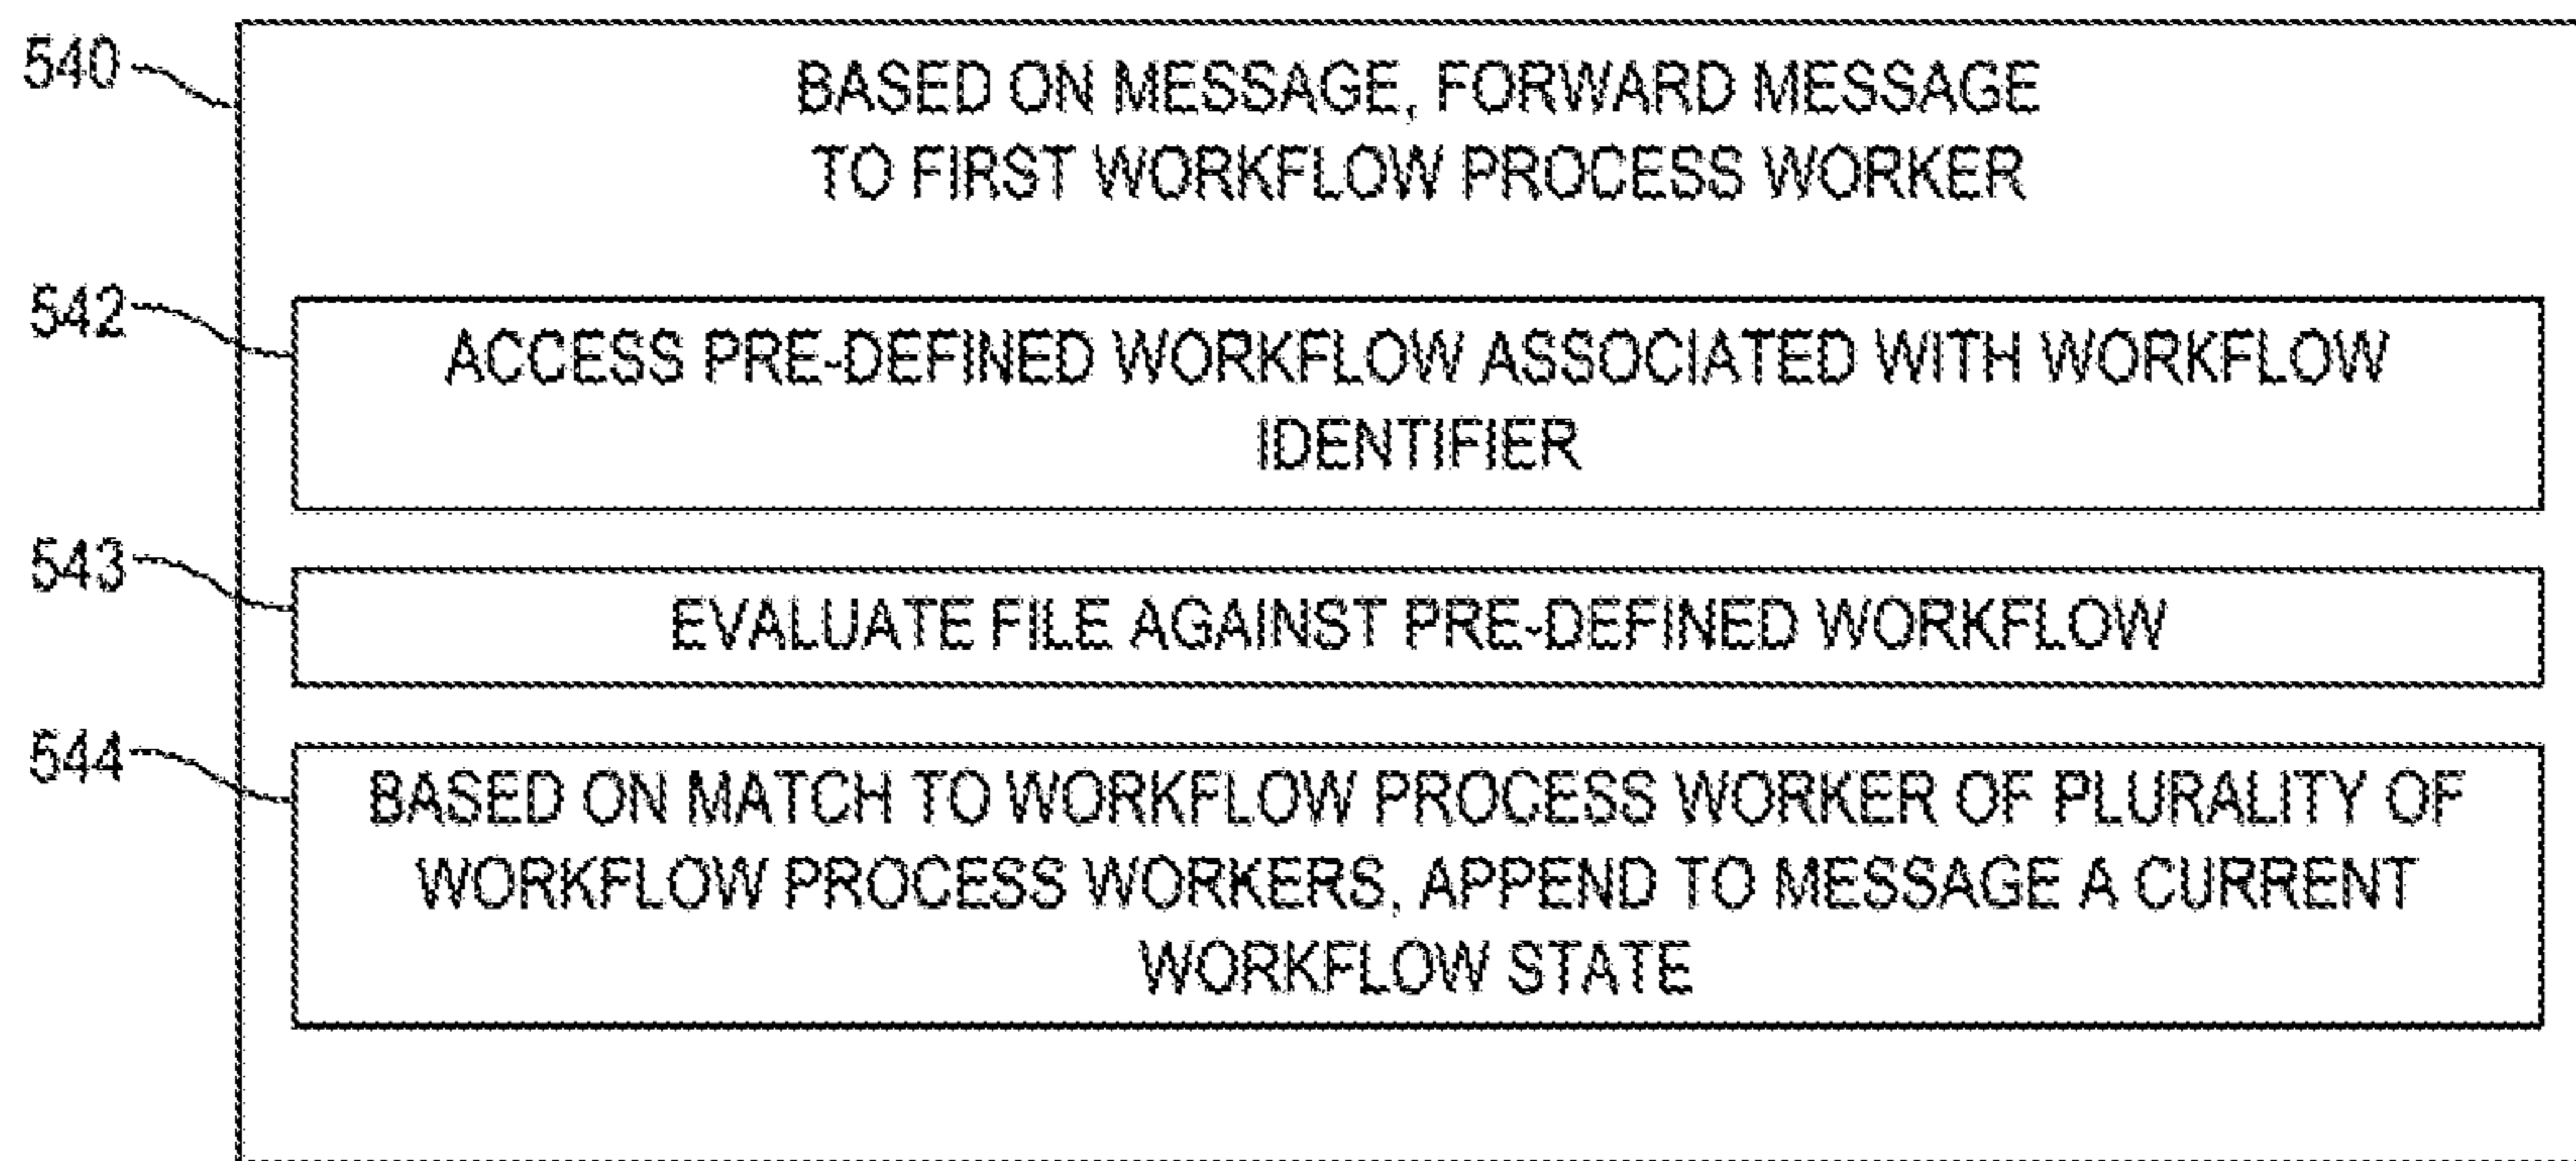 540
BASED ON MESSAGE, FORWARD MESSAGE
TO FIRST WORKFLOW PROCESS WORKER
542
ACCESS PRE-DEFINED WORKFLOW ASSOCIATED WITH WORKFLOW
IDENTIFIER
543
EVALUATE FILE AGAINST PRE-DEFINED WORKFLOW
544
BASED ON MATCH TO WORKFLOW PROCESS WORKER OF PLURALITY OF
WORKFLOW PROCESS WORKERS, APPEND TO MESSAGE A CURRENT
WORKFLOW STATE